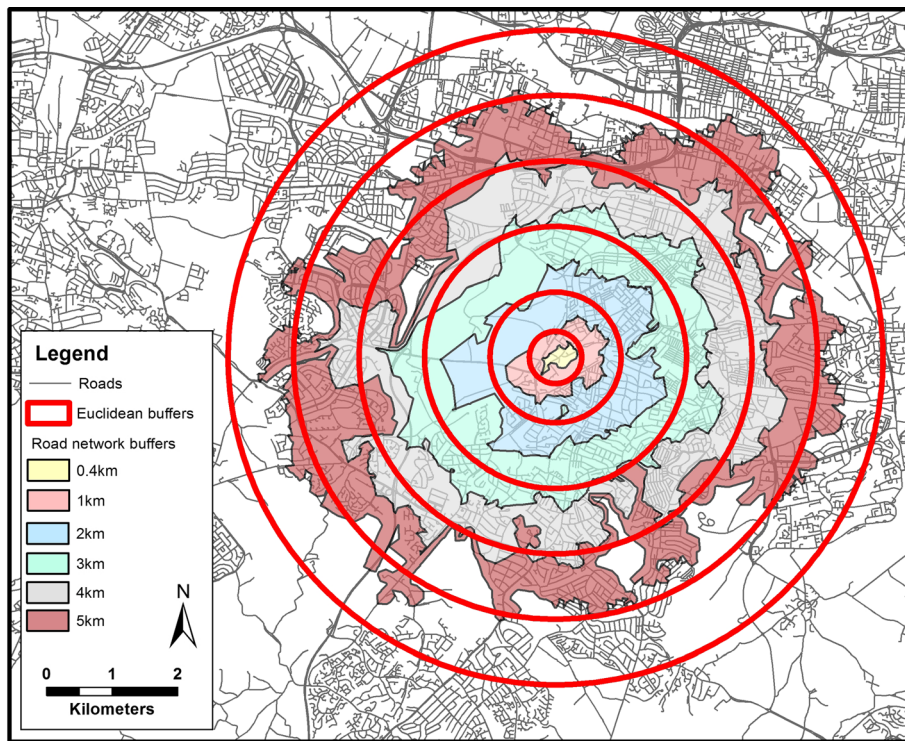 Legend
Roads
Euclidean buffers
Road network buffers
0.4km
1km
2km
3km
4km
5km
N
0 1 2
Kilometers